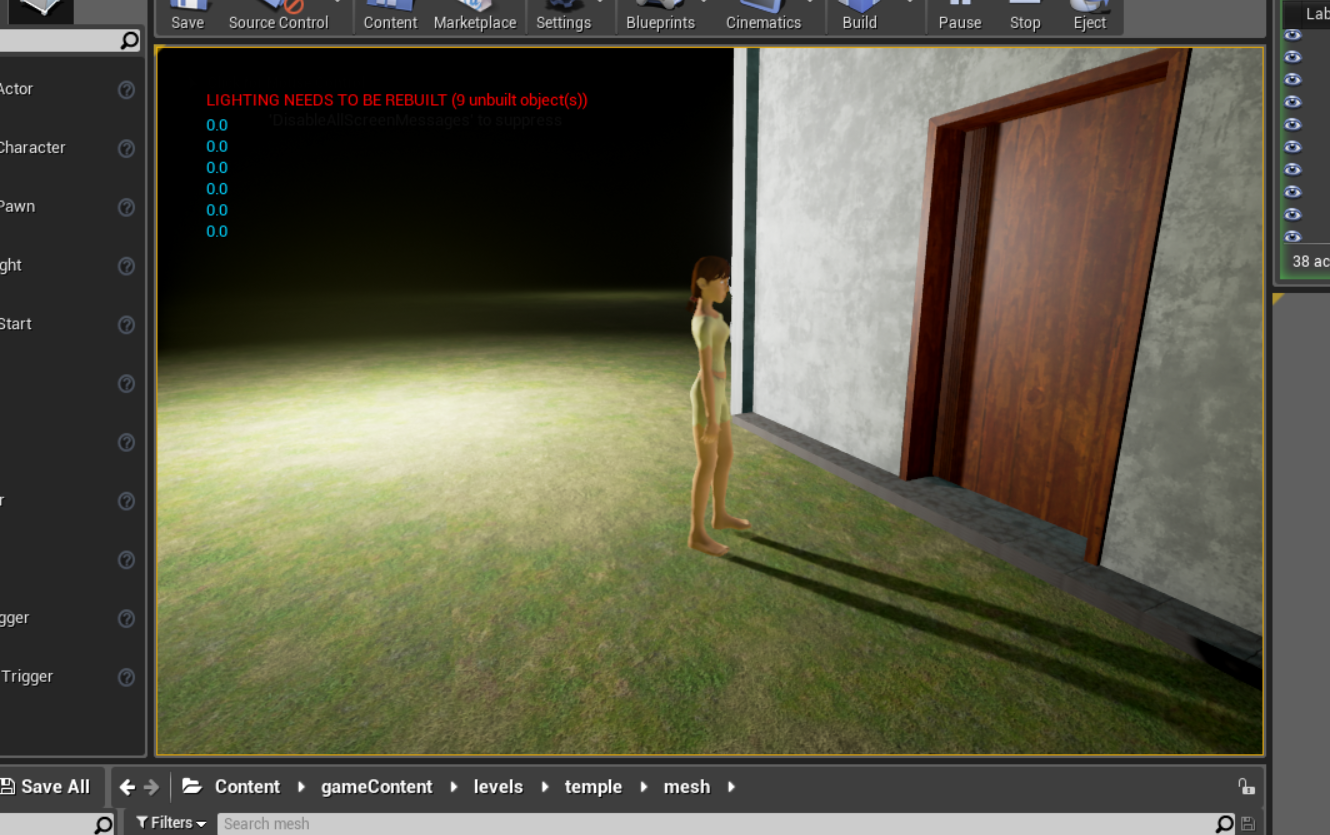 Save Source Control Content Marketplace Settings Blueprints Cinematics Build Pause Stop Eject
Lab
Actor
Character
Pawn
ght
Start
r
gger
Trigger
LIGHTING NEEDS TO BE REBUILT (9 unbuilt object(s))
'DisableAllScreenMessages' to suppress
0.0
0.0
0.0
0.0
0.0
0.0
38 ac
Save All Content gameContent levels temple mesh
Filters Search mesh